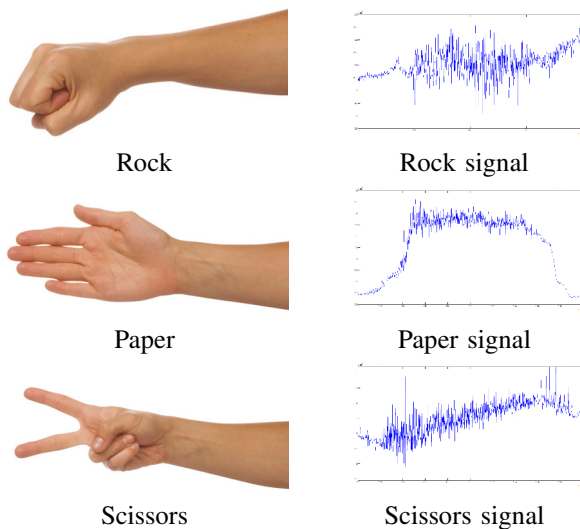 Rock
Rock signal
Paper
Paper signal
Scissors
Scissors signal